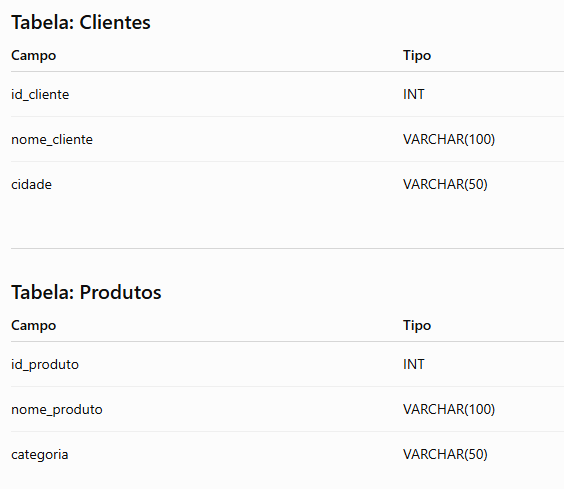 Tabela: Clientes
Campo Tipo
id_cliente INT
nome_cliente VARCHAR(100)
cidade VARCHAR(50)
Tabela: Produtos
Campo Tipo
id_produto INT
nome_produto VARCHAR(100)
categoria VARCHAR(50)